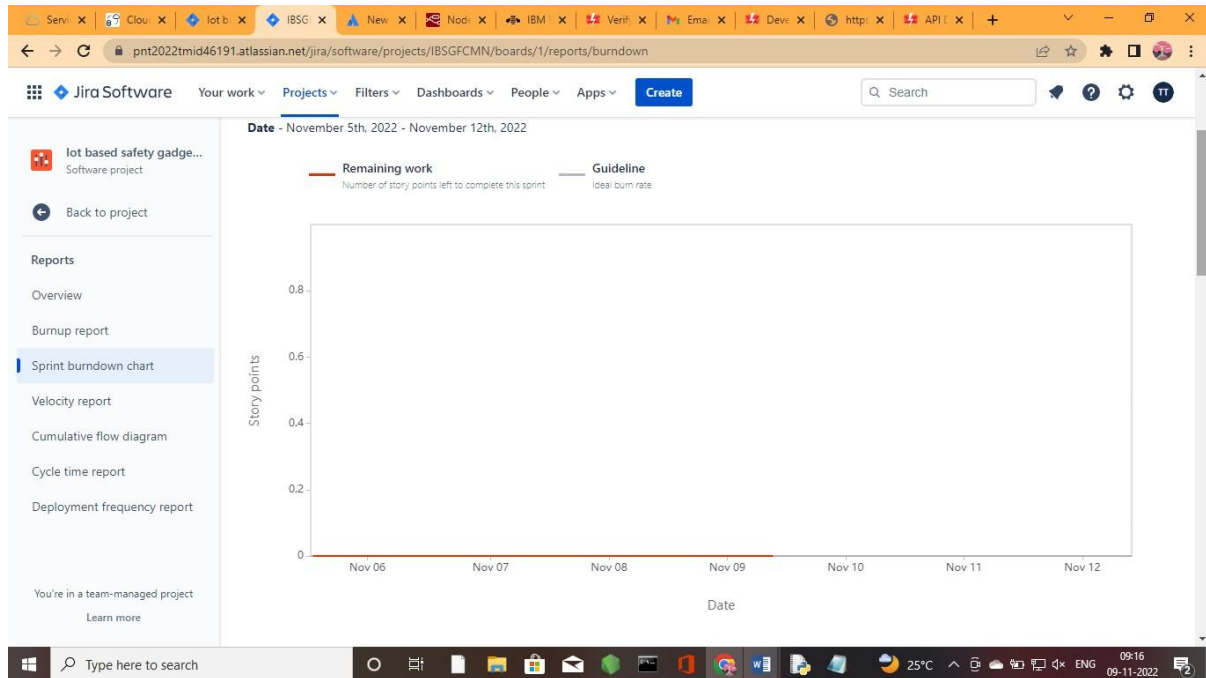 Servi
Clou
Iot b
IBSG
New
Node
IBM
Verif
Emai
Deve
http:
API D
pnt2022tmid46191.atlassian.net/jira/software/projects/IBSGFCMN/boards/1/reports/burndown
Jira Software Your work Projects Filters Dashboards People Apps Create Search TT
Date - November 5th, 2022 - November 12th, 2022
Iot based safety gadge...
Software project
Back to project
Reports
Overview
Burnup report
Sprint burndown chart
Velocity report
Cumulative flow diagram
Cycle time report
Deployment frequency report
You're in a team-managed project
Learn more
Remaining work
Number of story points left to complete this sprint
Guideline
Ideal burn rate
Story points
0.8
0.6
0.4
0.2
0
Nov 06 Nov 07 Nov 08 Nov 09 Nov 10 Nov 11 Nov 12
Date
Type here to search
25°C
ENG
09:16
09-11-2022
2